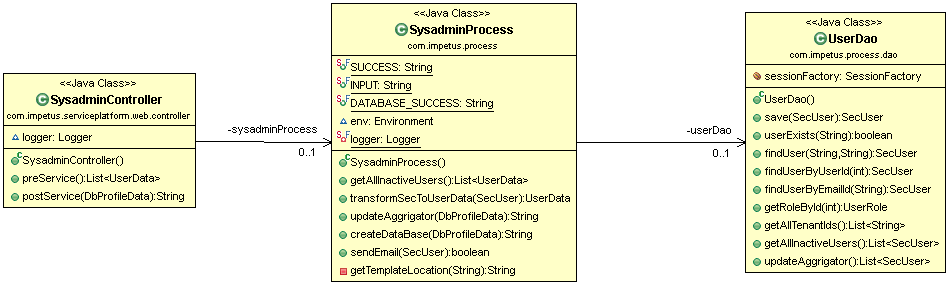 <<Java Class>>
SysadminController
com.impetus.serviceplatform.web.controller
logger: Logger
SysadminController()
preService():List<UserData>
postService(DbProfileData):String
-sysadminProcess
0..1
<<Java Class>>
SysadminProcess
com.impetus.process
SUCCESS: String
INPUT: String
DATABASE_SUCCESS: String
env: Environment
logger: Logger
SysadminProcess()
getAllInactiveUsers():List<UserData>
transformSecToUserData(SecUser):UserData
updateAggrigator(DbProfileData):String
createDataBase(DbProfileData):String
sendEmail(SecUser):boolean
getTemplateLocation(String):String
-userDao
0..1
<<Java Class>>
UserDao
com.impetus.process.dao
sessionFactory: SessionFactory
UserDao()
save(SecUser):SecUser
userExists(String):boolean
findUser(String,String):SecUser
findUserByUserId(int):SecUser
findUserByEmailId(String):SecUser
getRoleById(int):UserRole
getAllTenantIds():List<String>
getAllInactiveUsers():List<SecUser>
updateAggrigator():List<SecUser>